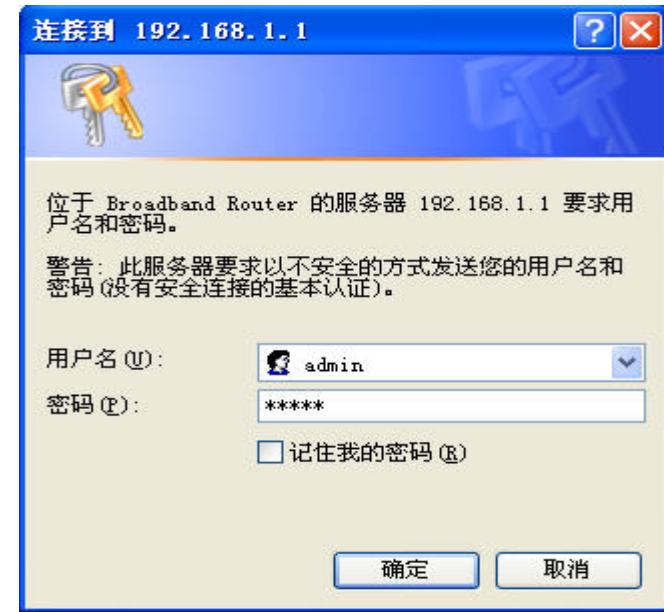 连接到 192.168.1.1
位于 Broadband Router 的服务器 192.168.1.1 要求用
户名和密码。
警告: 此服务器要求以不安全的方式发送您的用户名和
密码(没有安全连接的基本认证)。
用户名(U):
admin
密码(P):
*****
记住我的密码(R)
确定
取消